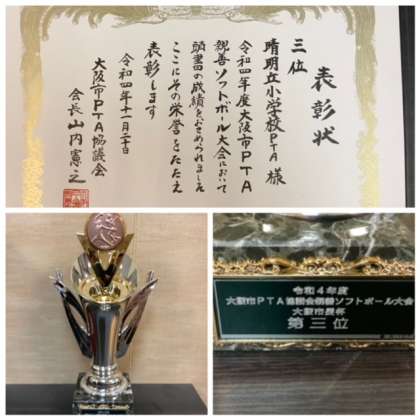 表彰状
三位
晴明丘小学校PTA 様
令和四年度大阪市PTA
親善ソフトボール大会において
頭書の成績をおさめられました
ここにその栄誉をたたえ
表彰します
令和四年十一月二十日
大阪市PTA協議会
会長 山内憲之
令和4年度
大阪市PTA協議会親善ソフトボール大会
大阪市長杯
第三位